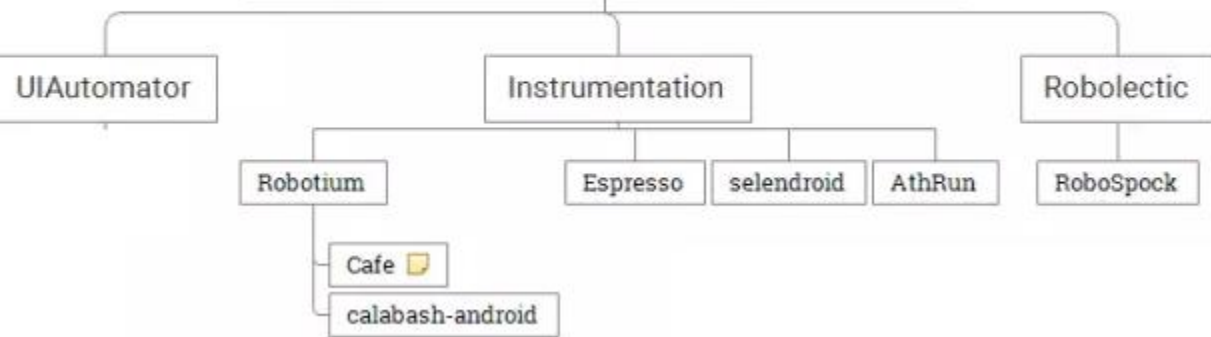 UIAutomator
Instrumentation
Robolectic
Robotium
Espresso
selendroid
AthRun
RoboSpock
Cafe
calabash-android